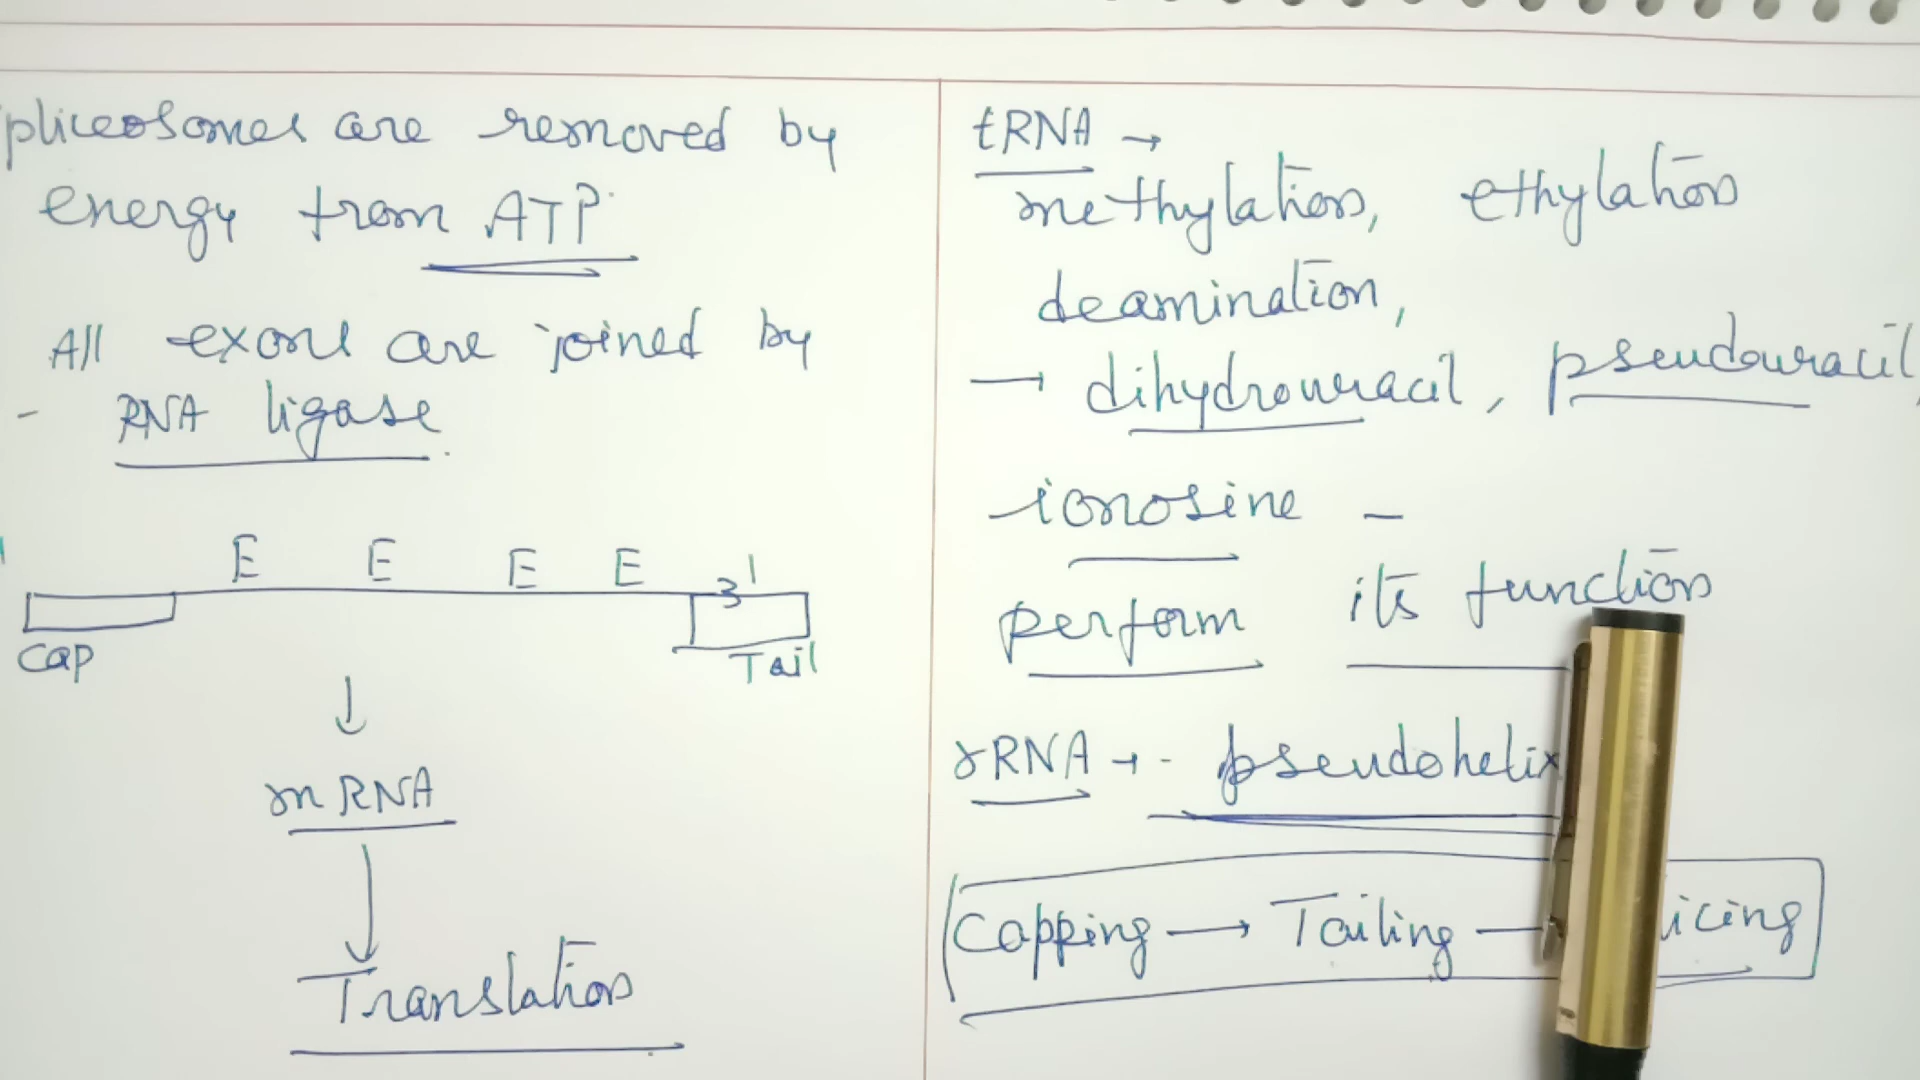 pliceosomes are removed by
energy from ATP.
All exons are joined by
- RNA ligase.
E E E E 3'
Cap Tail
↓
mRNA
↓
Translation
tRNA →
methylation, ethylation
deamination,
→ dihydrouracil, pseudouracil,
ionosine -
perform its function
rRNA → - pseudohelix
Capping → Tailing — licing